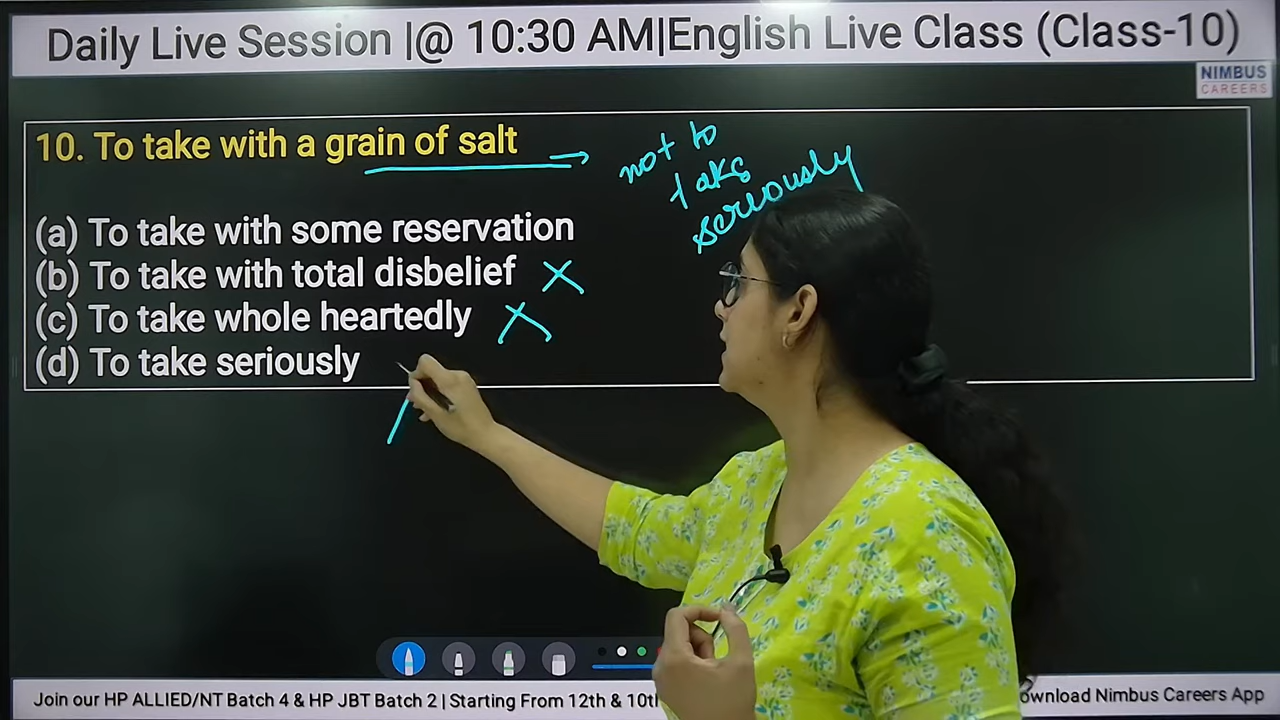 Daily Live Session |@ 10:30 AM|English Live Class (Class-10)
NIMBUS
CAREERS
10. To take with a grain of salt
not to
take
seriously
(a) To take with some reservation
(b) To take with total disbelief
(c) To take whole heartedly
(d) To take seriously
Join our HP ALLIED/NT Batch 4 & HP JBT Batch 2 | Starting From 12th & 10th
ownload Nimbus Careers App